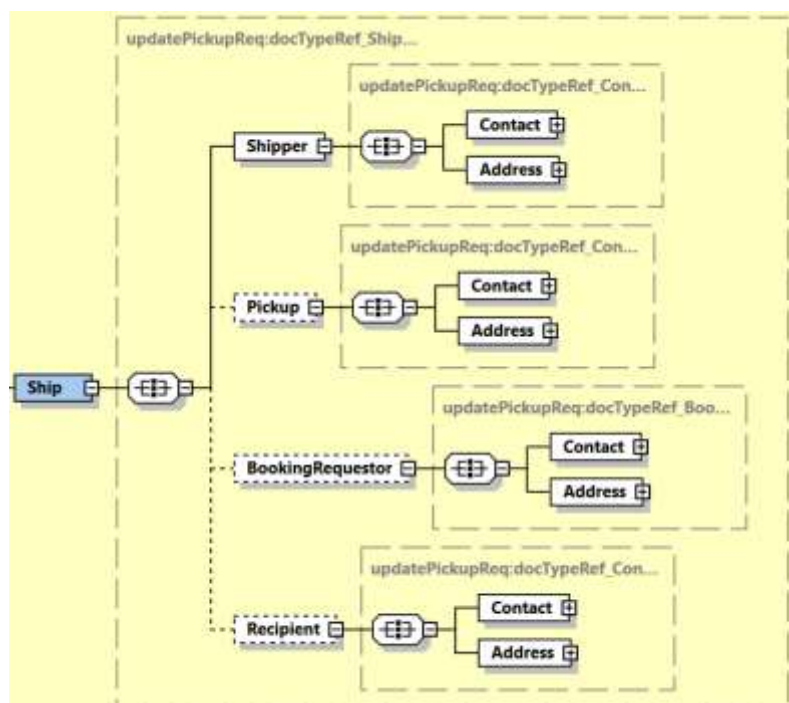 updatePickupReq:docTypeRef_Ship...
updatePickupReq:docTypeRef_Con...
Contact
Shipper
Address
updatePickupReq:docTypeRef_Con...
Contact
Pickup
Address
Ship
updatePickupReq:docTypeRef_Boo...
Contact
BookingRequestor
Address
updatePickupReq:docTypeRef_Con...
Contact
Recipient
Address